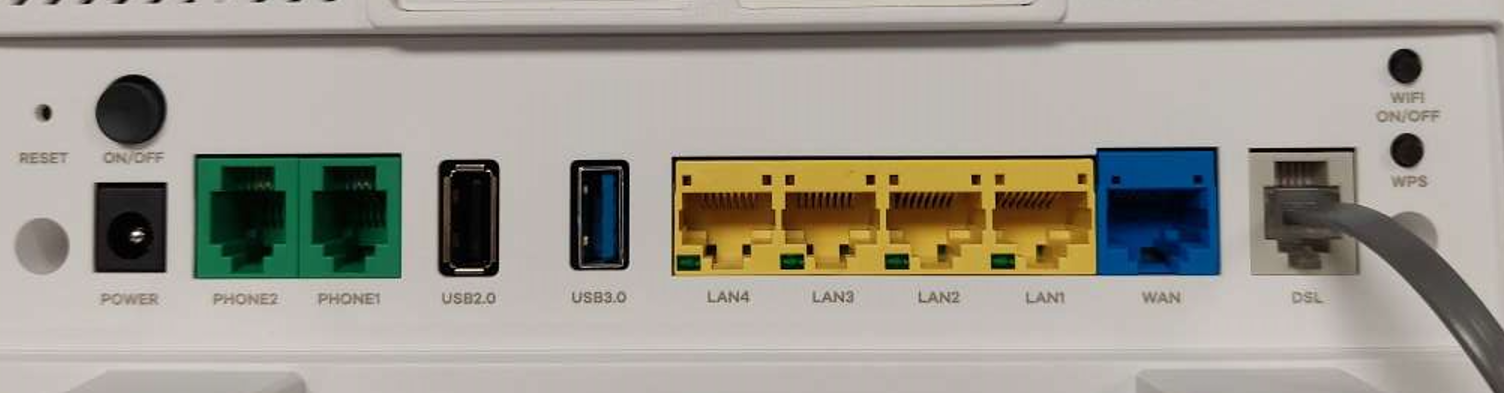 WIFI
ON/OFF
RESET
ON/OFF
WPS
POWER
PHONE2
PHONE1
USB2.0
USB3.0
LAN4
LAN3
LAN2
LAN1
WAN
DSL